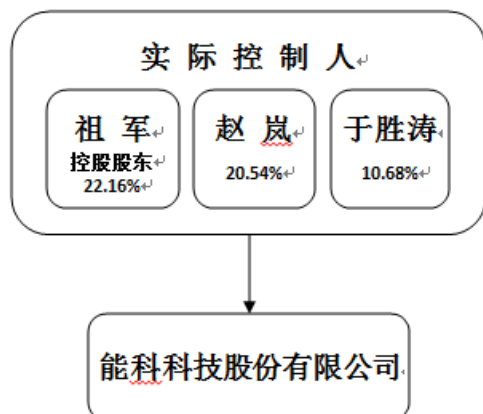 实 际 控 制 人
祖 军
控股股东
22.16%
赵 岚
20.54%
于胜涛
10.68%
能科科技股份有限公司